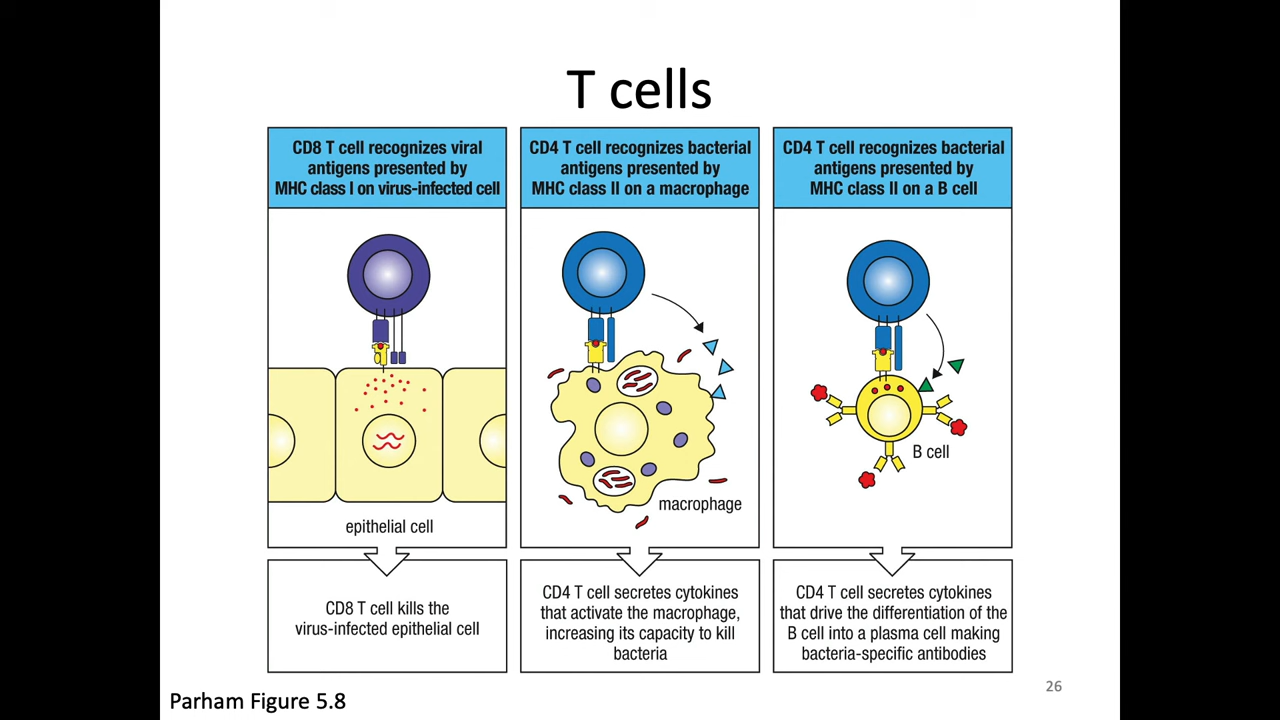 T cells
CD8 T cell recognizes viral
antigens presented by
MHC class I on virus-infected cell
epithelial cell
CD8 T cell kills the
virus-infected epithelial cell
CD4 T cell recognizes bacterial
antigens presented by
MHC class II on a macrophage
macrophage
CD4 T cell secretes cytokines
that activate the macrophage,
increasing its capacity to kill
bacteria
CD4 T cell recognizes bacterial
antigens presented by
MHC class II on a B cell
B cell
CD4 T cell secretes cytokines
that drive the differentiation of the
B cell into a plasma cell making
bacteria-specific antibodies
Parham Figure 5.8
26